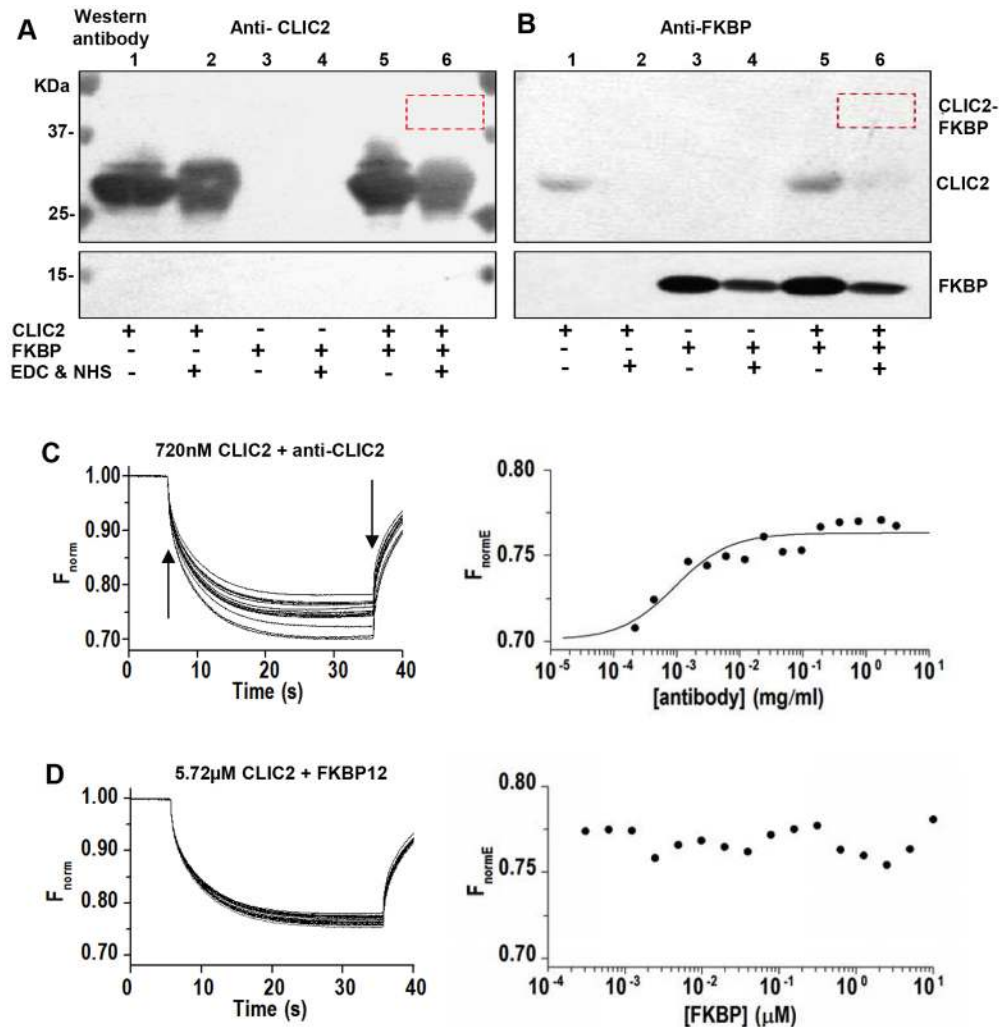 A
Western antibody
Anti- CLIC2
1 2 3 4 5 6
KDa
37-
25-
15-
CLIC2 + + - - + +
FKBP - - + + + +
EDC & NHS - + - + - +
B
Anti-FKBP
1 2 3 4 5 6
CLIC2-FKBP
CLIC2
FKBP
+ + - - + +
- - + + + +
- + - + - +
C
720nM CLIC2 + anti-CLIC2
1.00
0.90
0.80
0.70
Fnorm
0 10 20 30 40
Time (s)
0.80
0.75
0.70
FnormE
10-5 10-4 10-3 10-2 10-1 100 101
[antibody] (mg/ml)
D
5.72µM CLIC2 + FKBP12
1.00
0.90
0.80
0.70
Fnorm
0 10 20 30 40
Time (s)
0.80
0.75
0.70
FnormE
10-4 10-3 10-2 10-1 100 101
[FKBP] (µM)